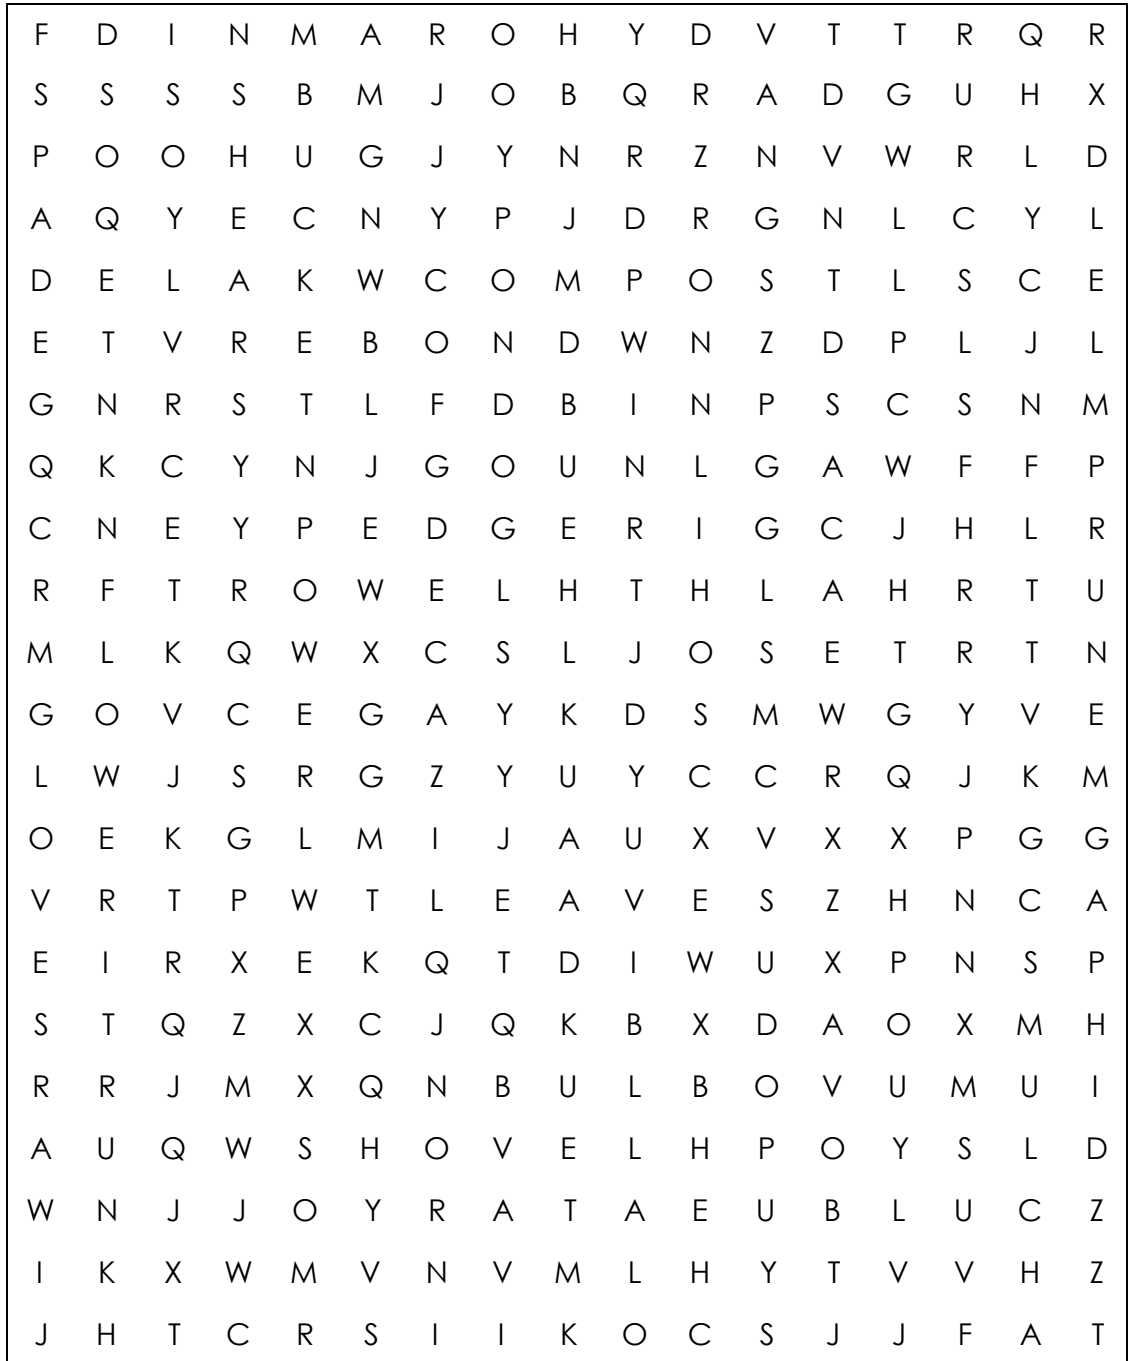 F D I N M A R O H Y D V T T R Q R
S S S S B M J O B Q R A D G U H X
P O O H U G J Y N R Z N V W R L D
A Q Y E C N Y P J D R G N L C Y L
D E L A K W C O M P O S T L S C E
E T V R E B O N D W N Z D P L J L
G N R S T L F D B I N P S C S N M
Q K C Y N J G O U N L G A W F F P
C N E Y P E D G E R I G C J H L R
R F T R O W E L H T H L A H R T U
M L K Q W X C S L J O S E T R T N
G O V C E G A Y K D S M W G Y V E
L W J S R G Z Y U Y C C R Q J K M
O E K G L M I J A U X V X X P G G
V R T P W T L E A V E S Z H N C A
E I R X E K Q T D I W U X P N S P
S T Q Z X C J Q K B X D A O X M H
R R J M X Q N B U L B O V U M U I
A U Q W S H O V E L H P O Y S L D
W N J J O Y R A T A E U B L U C Z
I K X W M V N V M L H Y T V V H Z
J H T C R S I I K O C S J J F A T